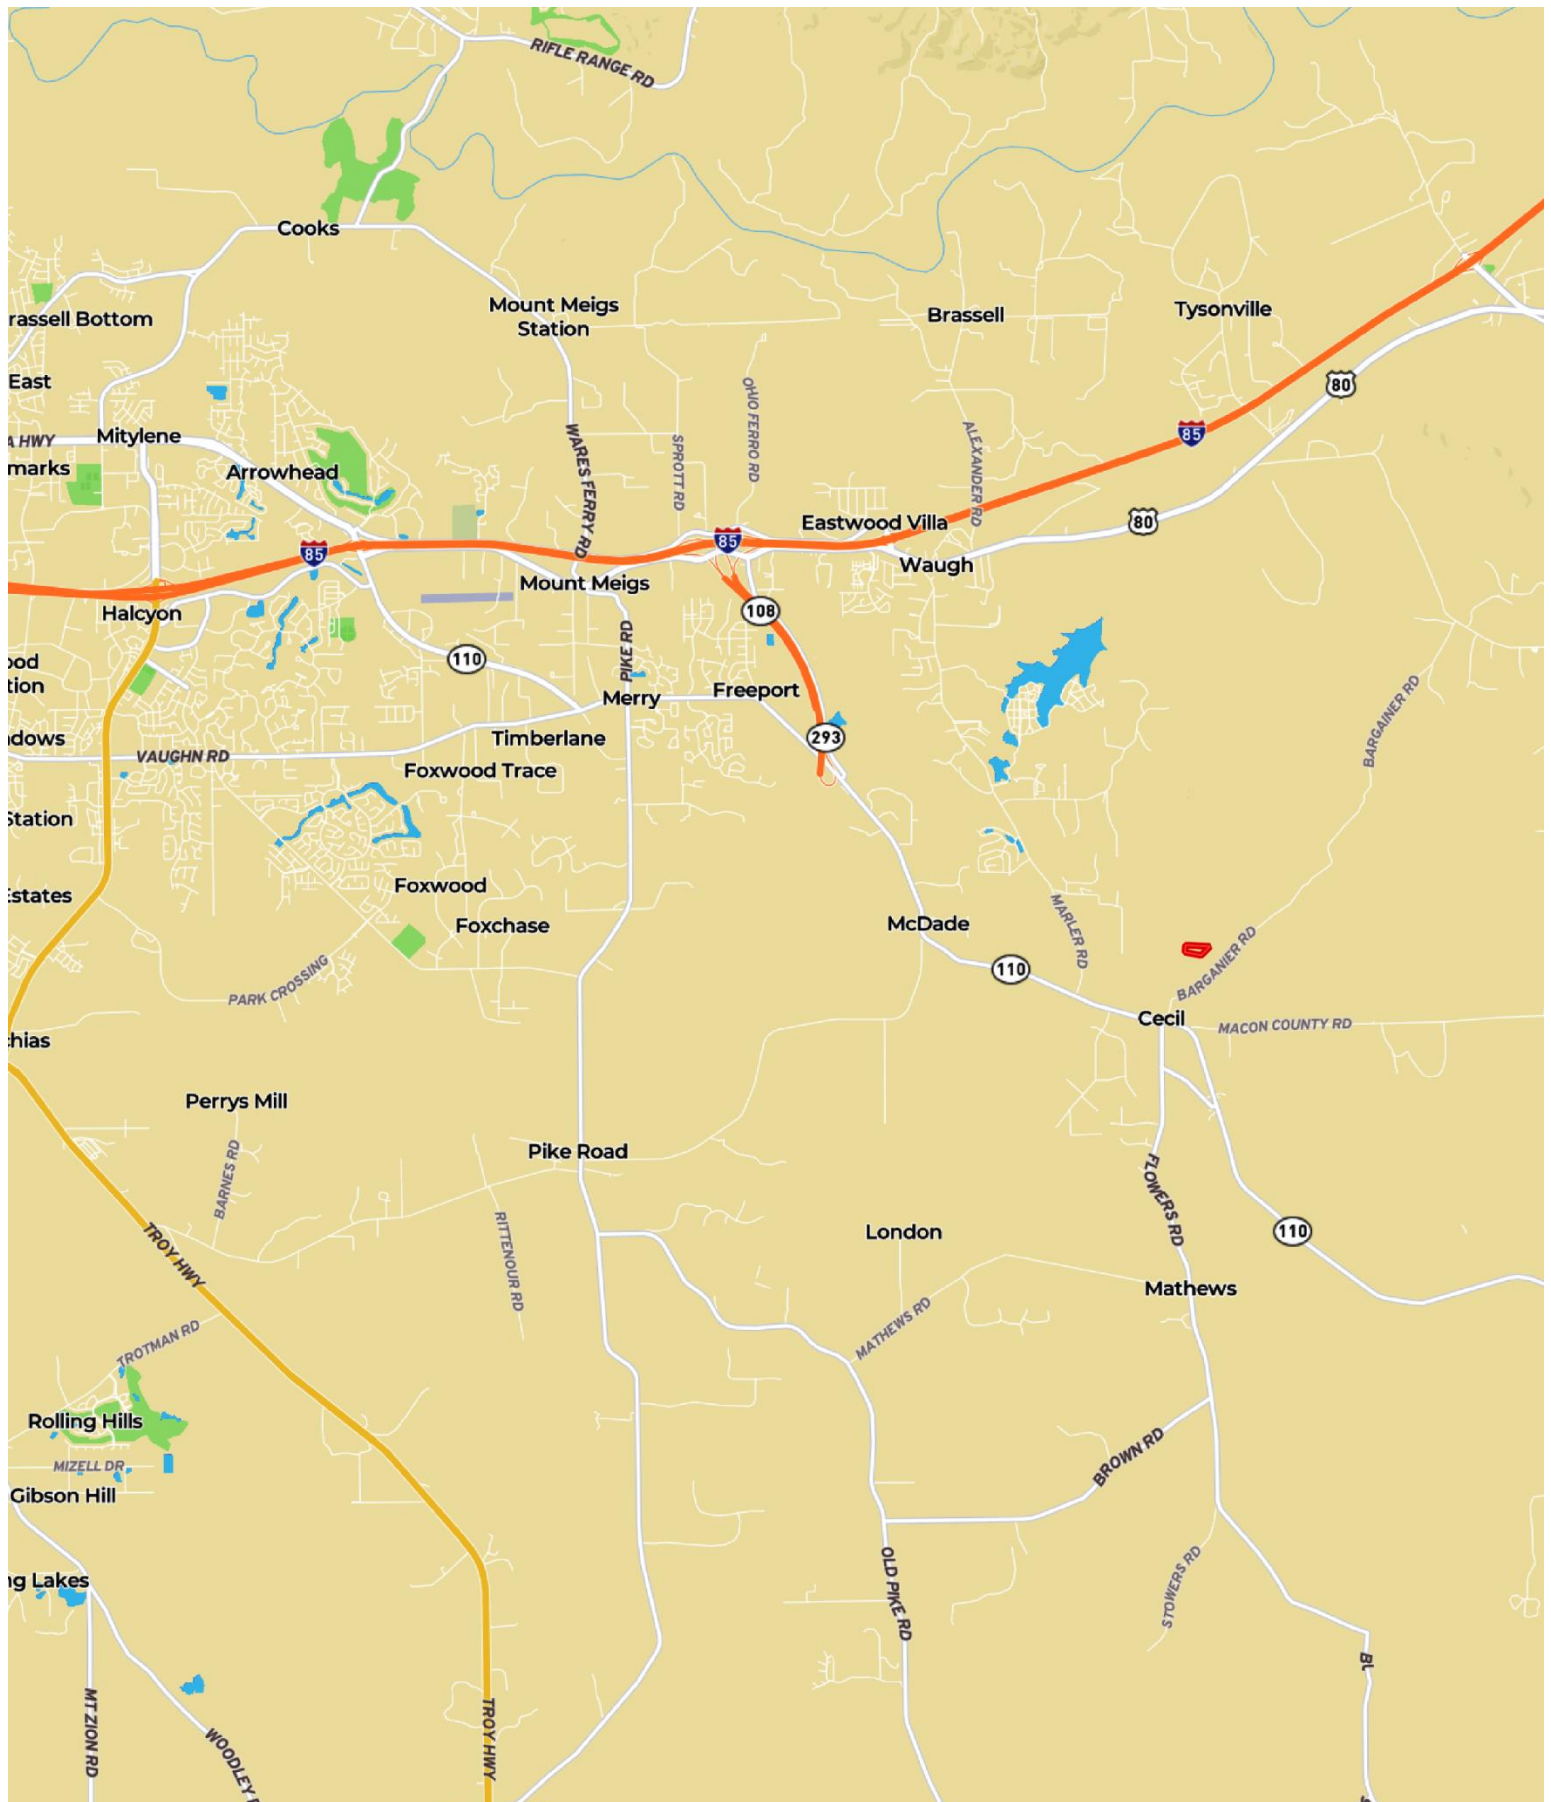 RIFLE RANGE RD
Cooks
Mount Meigs
Station
rassell Bottom
Brassell
Tysonville
East
80
OHIO FERRO RD
A HWY
Mitylene
85
marks
Arrowhead
WARES FERRY RD
SPROTT RD
ALEXANDER RD
Eastwood Villa
80
85
85
Waugh
Mount Meigs
Halcyon
108
PIKE RD
110
ood
tion
Merry
Freeport
BARGAINER RD
dows
VAUGHN RD
Timberlane
293
Foxwood Trace
Station
Estates
Foxwood
Foxchase
McDade
MARLER RD
BARGANIER RD
PARK CROSSING
110
Cecil
MACON COUNTY RD
chias
Perrys Mill
BARNES RD
Pike Road
FLOWERS RD
TROY HWY
RITTENOUR RD
London
110
Mathews
MATHEWS RD
TROTMAN RD
Rolling Hills
MIZELL DR
BROWN RD
Gibson Hill
ng Lakes
OLD PIKE RD
STOWERS RD
BL
MT ZION RD
WOODLEY
TROY HWY